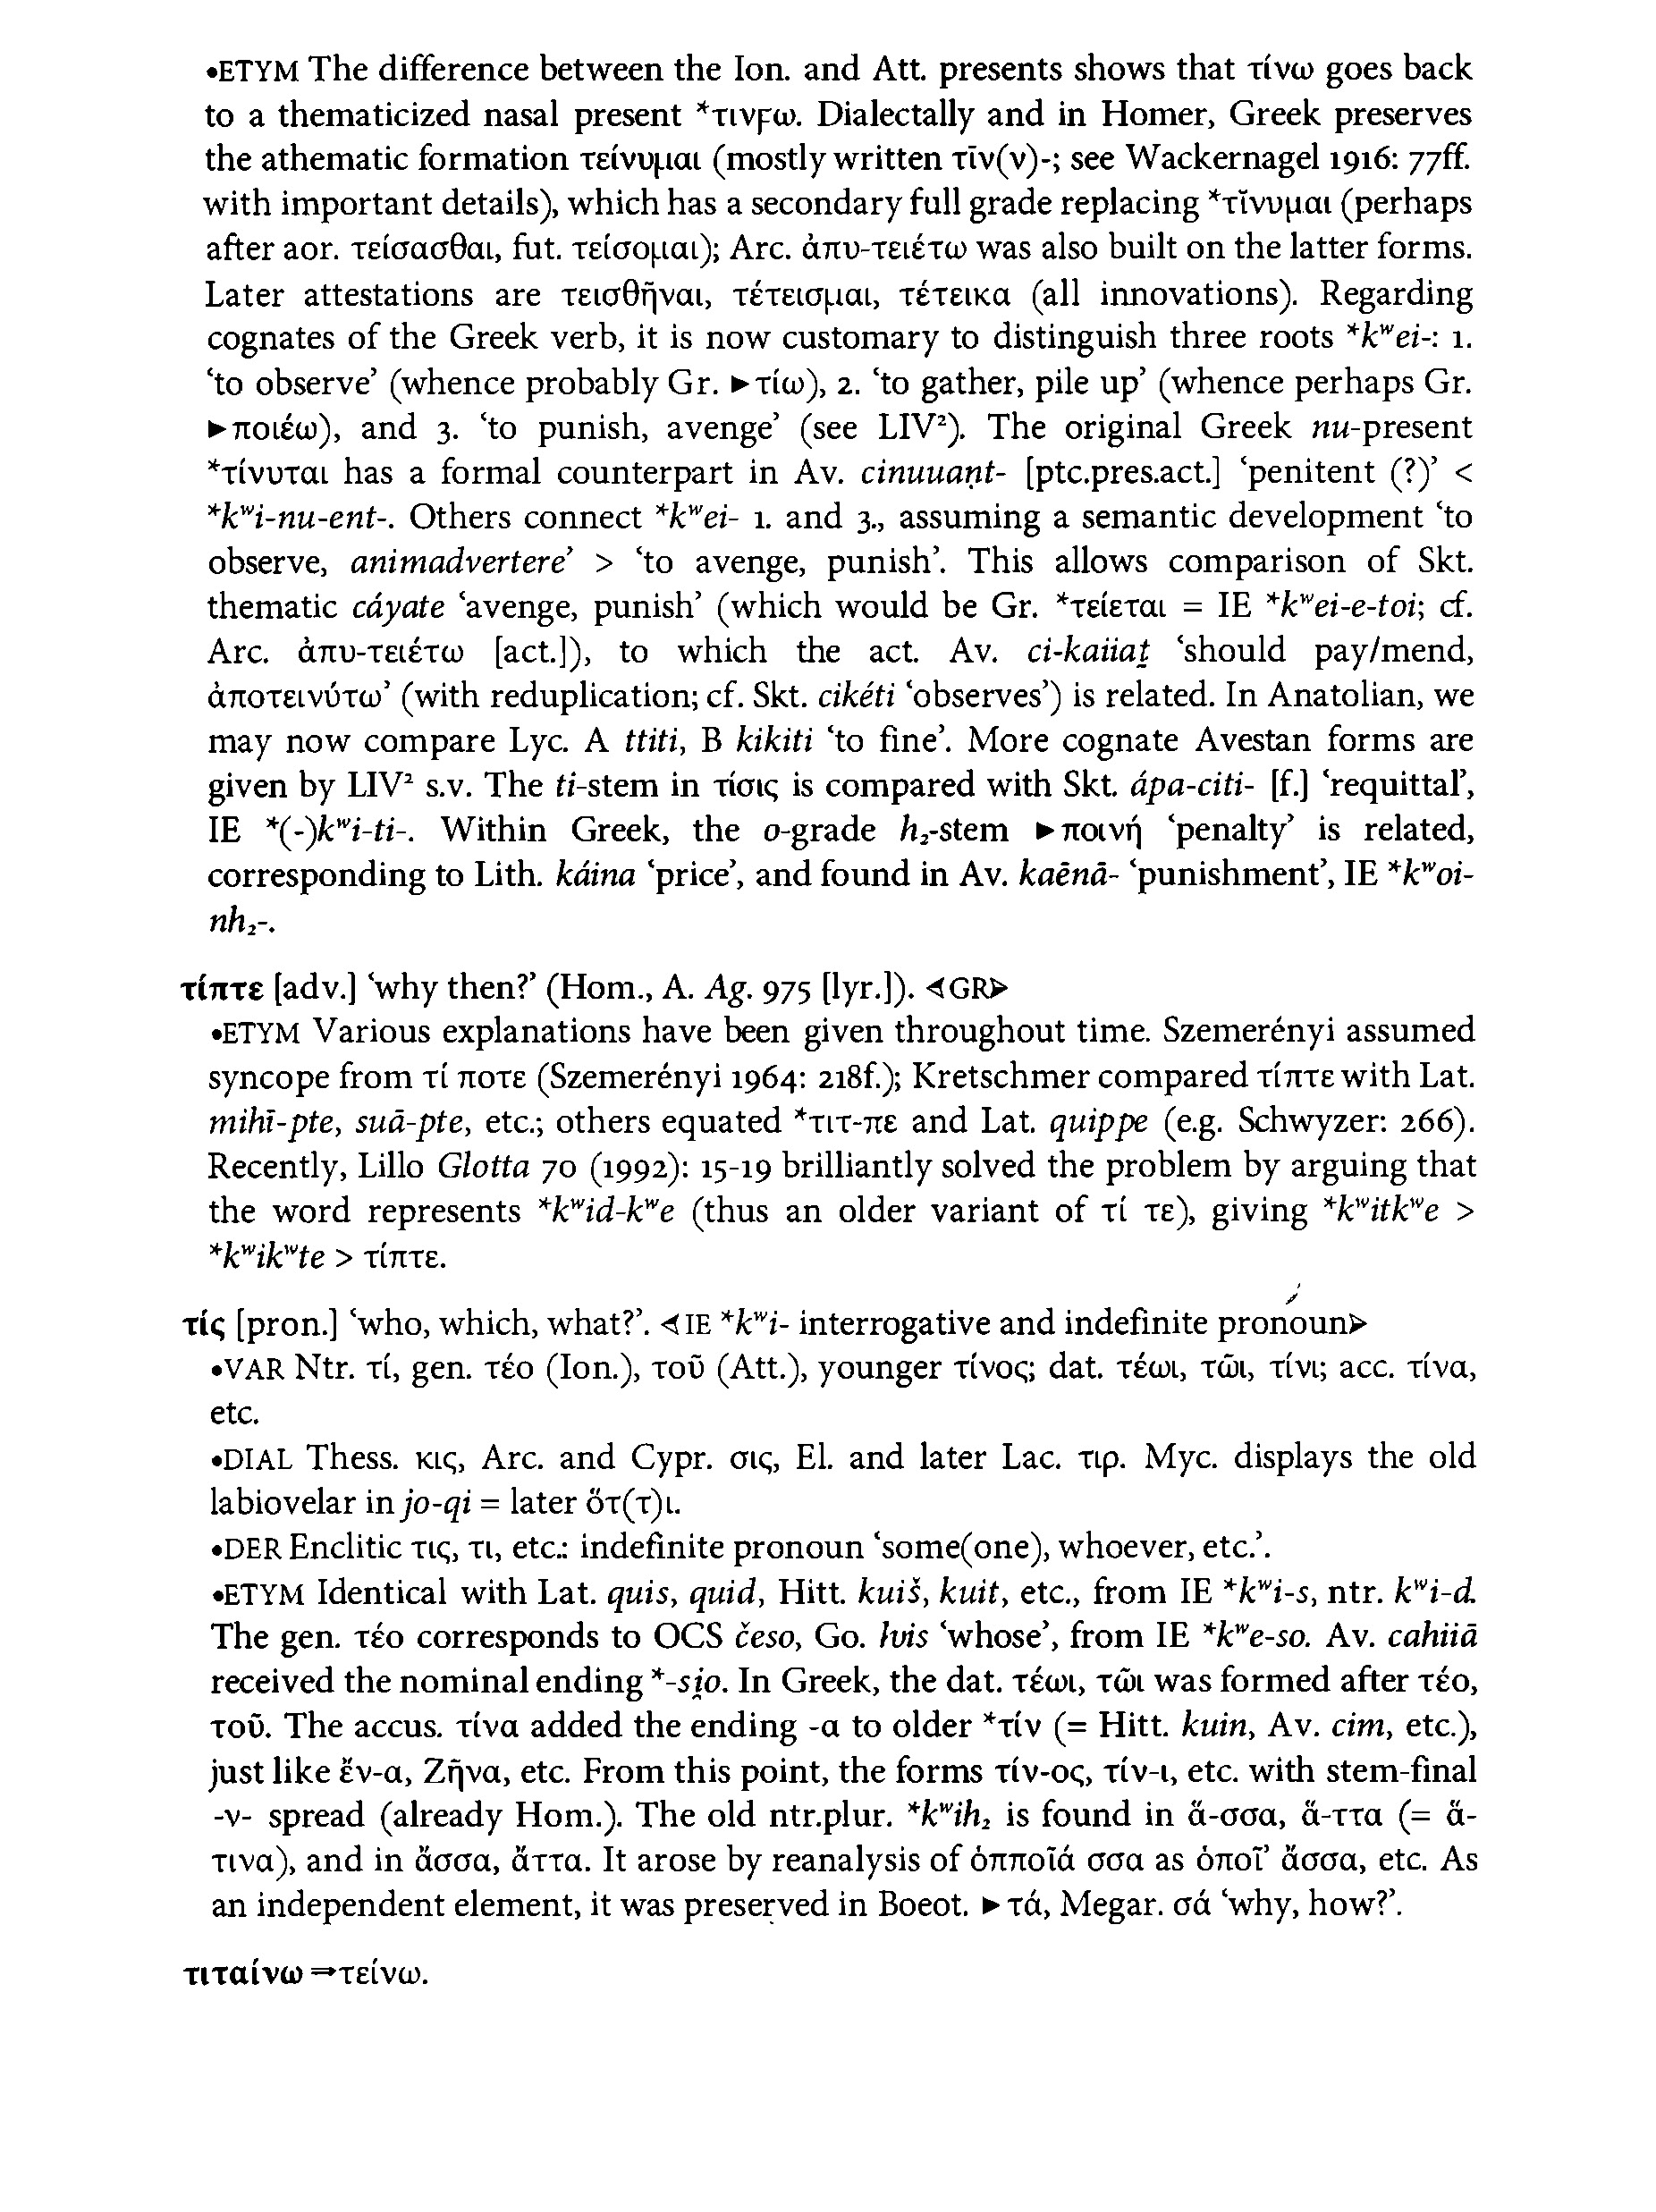 •ETYM The difference between the Ion. and Att. presents shows that τίνω goes back
to a thematicized nasal present *τινϝω. Dialectally and in Homer, Greek preserves
the athematic formation τείνυμαι (mostly written τῑν(ν)-; see Wackernagel 1916: 77ff.
with important details), which has a secondary full grade replacing *τῐνυμαι (perhaps
after aor. τείσασθαι, fut. τείσομαι); Arc. ἀπυ-τειέτω was also built on the latter forms.
Later attestations are τεισθῆναι, τέτεισμαι, τέτεικα (all innovations). Regarding
cognates of the Greek verb, it is now customary to distinguish three roots *kʷei-: 1.
‘to observe’ (whence probably Gr. ►τίω), 2. ‘to gather, pile up’ (whence perhaps Gr.
►ποιέω), and 3. ‘to punish, avenge’ (see LIV²). The original Greek nu-present
*τίνυται has a formal counterpart in Av. cinuuaṇt- [ptc.pres.act.] ‘penitent (?)’ <
*kʷi-nu-ent-. Others connect *kʷei- 1. and 3., assuming a semantic development ‘to
observe, animadvertere’ > ‘to avenge, punish’. This allows comparison of Skt.
thematic cáyate ‘avenge, punish’ (which would be Gr. *τείεται = IE *kʷei-e-toi; cf.
Arc. ἀπυ-τειέτω [act.]), to which the act. Av. ci-kaiiat̰ ‘should pay/mend,
ἀποτεινύτω’ (with reduplication; cf. Skt. cikéti ‘observes’) is related. In Anatolian, we
may now compare Lyc. A ttiti, B kikiti ‘to fine’. More cognate Avestan forms are
given by LIV² s.v. The ti-stem in τίσις is compared with Skt. ápa-citi- [f.] ‘requittal’,
IE *(-)kʷi-ti-. Within Greek, the o-grade h₂-stem ►ποινή ‘penalty’ is related,
corresponding to Lith. káina ‘price’, and found in Av. kaēnā- ‘punishment’, IE *kʷoi-
nh₂-.
τίπτε [adv.] ‘why then?’ (Hom., A. Ag. 975 [lyr.]). ⊲GR⊳
•ETYM Various explanations have been given throughout time. Szemerényi assumed
syncope from τί ποτε (Szemerényi 1964: 218f.); Kretschmer compared τίπτε with Lat.
mihī-pte, suā-pte, etc.; others equated *τιτ-πε and Lat. quippe (e.g. Schwyzer: 266).
Recently, Lillo Glotta 70 (1992): 15-19 brilliantly solved the problem by arguing that
the word represents *kʷid-kʷe (thus an older variant of τί τε), giving *kʷitkʷe >
*kʷikʷte > τίπτε.
τίς [pron.] ‘who, which, what?’. ⊲IE *kʷi- interrogative and indefinite pronoun⊳
•VAR Ntr. τί, gen. τέο (Ion.), τοῦ (Att.), younger τίνος; dat. τέωι, τῶι, τίνι; acc. τίνα,
etc.
•DIAL Thess. κις, Arc. and Cypr. σις, El. and later Lac. τιρ. Myc. displays the old
labiovelar in jo-qi = later ὅτ(τ)ι.
•DER Enclitic τις, τι, etc.: indefinite pronoun ‘some(one), whoever, etc.’.
•ETYM Identical with Lat. quis, quid, Hitt. kuiš, kuit, etc., from IE *kʷi-s, ntr. kʷi-d.
The gen. τέο corresponds to OCS česo, Go. ƕis ‘whose’, from IE *kʷe-so. Av. cahiiā
received the nominal ending *-si̯o. In Greek, the dat. τέωι, τῶι was formed after τέο,
τοῦ. The accus. τίνα added the ending -α to older *τίν (= Hitt. kuin, Av. cim, etc.),
just like ἕν-α, Ζῆνα, etc. From this point, the forms τίν-ος, τίν-ι, etc. with stem-final
-ν- spread (already Hom.). The old ntr.plur. *kʷih₂ is found in ἅ-σσα, ἅ-ττα (= ἅ-
τινα), and in ἄσσα, ἄττα. It arose by reanalysis of ὁπποῖά σσα as ὁποῖ’ ἄσσα, etc. As
an independent element, it was preserved in Boeot. ►τά, Megar. σά ‘why, how?’.
τιταίνω ⇒τείνω.